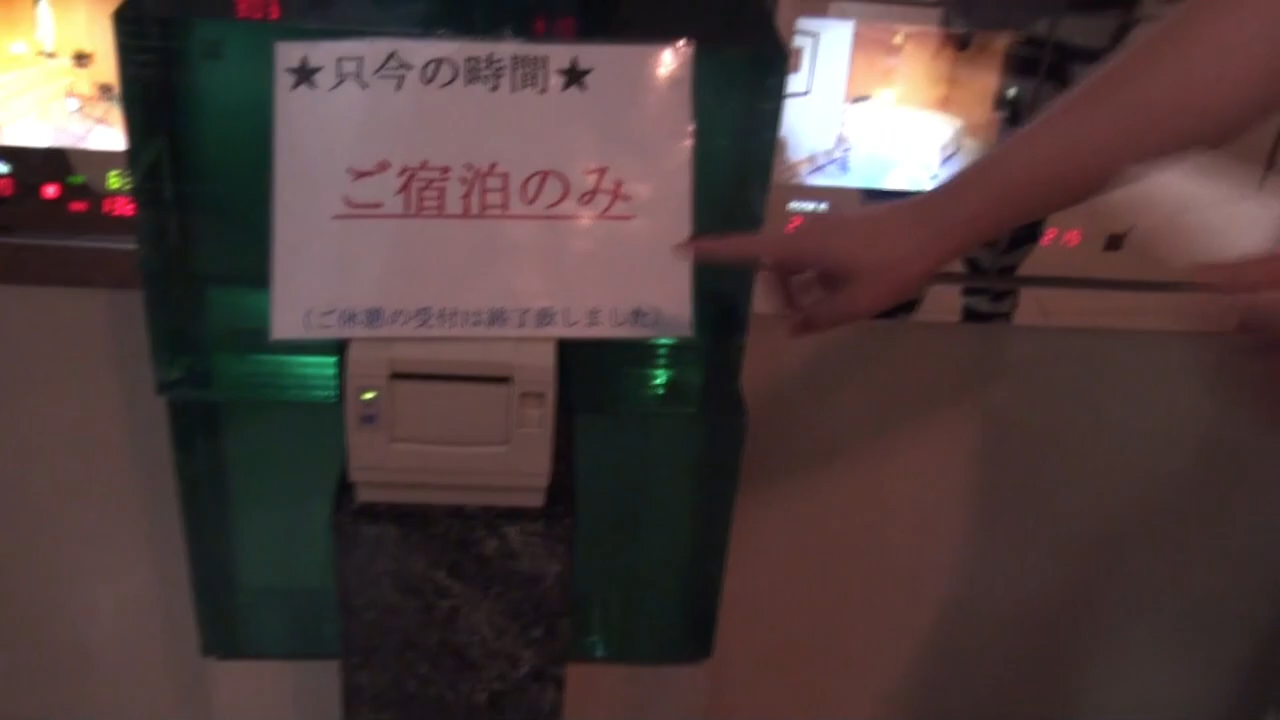 ★只今の時間★
ご宿泊のみ
(ご休憩の受付は終了致しました)